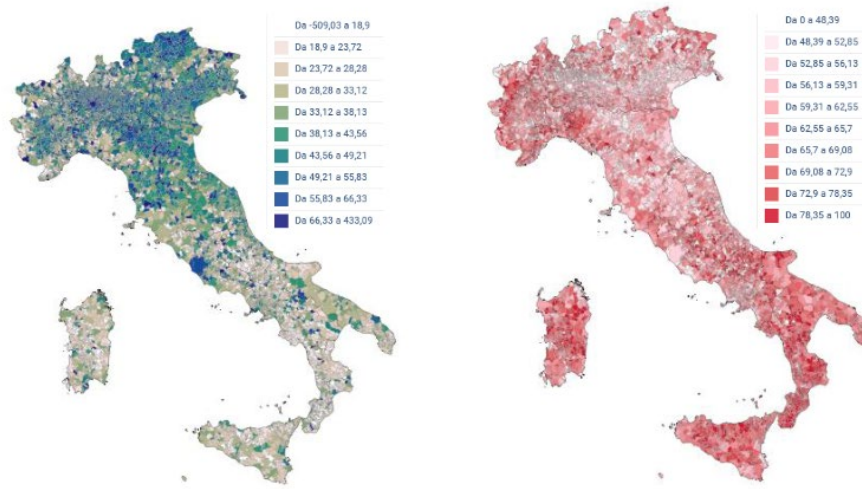 Da -509,03 a 18,9
Da 18,9 a 23,72
Da 23,72 a 28,28
Da 28,28 a 33,12
Da 33,12 a 38,13
Da 38,13 a 43,56
Da 43,56 a 49,21
Da 49,21 a 55,83
Da 55,83 a 66,33
Da 66,33 a 433,09
Da 0 a 48,39
Da 48,39 a 52,85
Da 52,85 a 56,13
Da 56,13 a 59,31
Da 59,31 a 62,55
Da 62,55 a 65,7
Da 65,7 a 69,08
Da 69,08 a 72,9
Da 72,9 a 78,35
Da 78,35 a 100